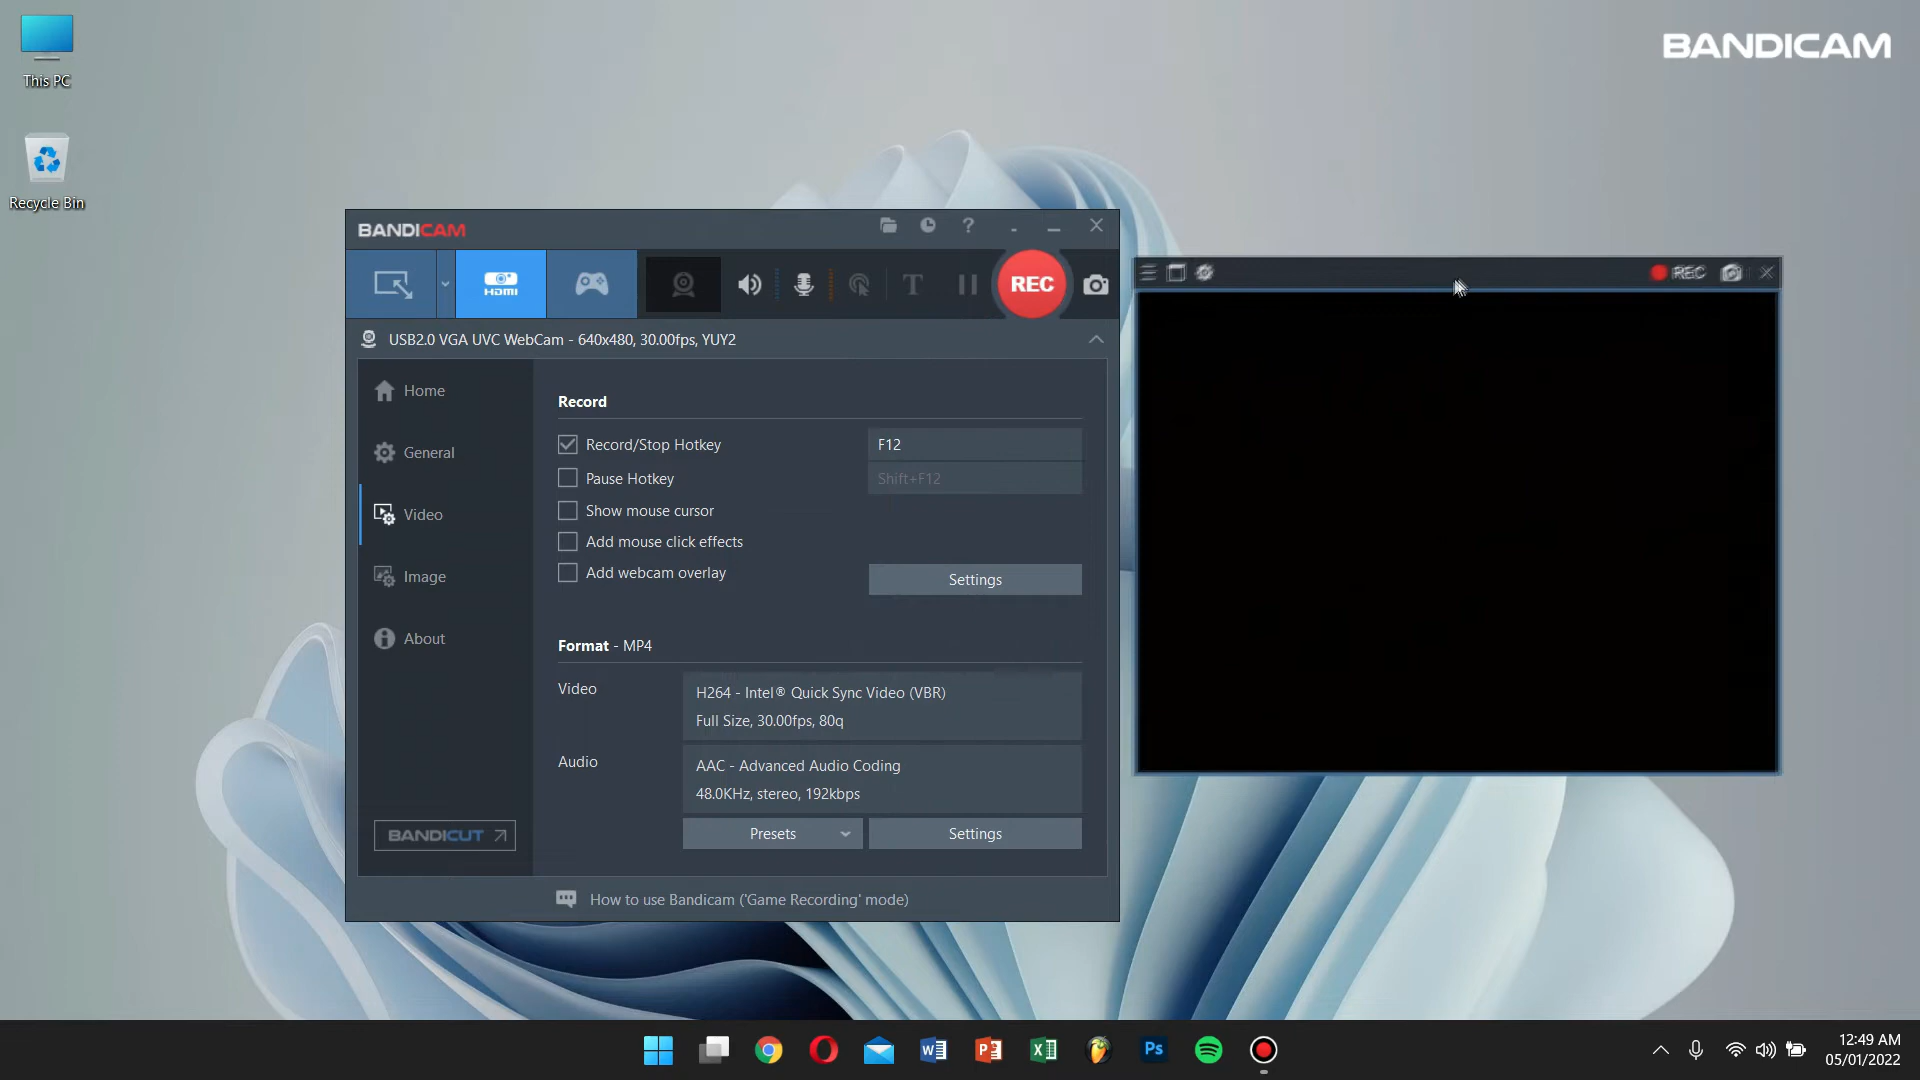 This PC
Recycle Bin
BANDICAM
BANDICAM
?
HDMI
T
REC
USB2.0 VGA UVC WebCam - 640x480, 30.00fps, YUY2
Home
General
Video
Image
About
BANDICUT
Record
Record/Stop Hotkey
F12
Pause Hotkey
Shift+F12
Show mouse cursor
Add mouse click effects
Add webcam overlay
Settings
Format - MP4
Video
H264 - Intel® Quick Sync Video (VBR)
Full Size, 30.00fps, 80q
Audio
AAC - Advanced Audio Coding
48.0KHz, stereo, 192kbps
Presets
Settings
How to use Bandicam ('Game Recording' mode)
REC
W
P
X
Ps
12:49 AM
05/01/2022